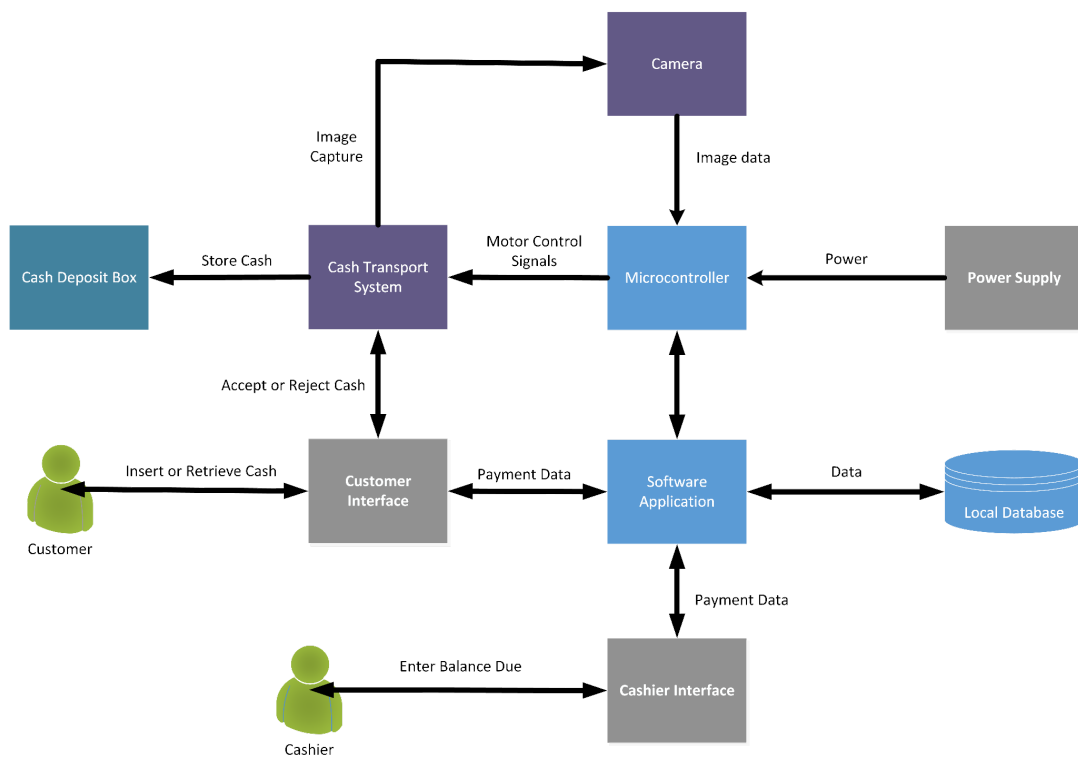 Camera
Image
Capture
Image data
Cash Deposit Box
Store Cash
Cash Transport
System
Motor Control
Signals
Microcontroller
Power
Power Supply
Accept or Reject Cash
Customer
Insert or Retrieve Cash
Customer
Interface
Payment Data
Software
Application
Data
Local Database
Payment Data
Cashier
Enter Balance Due
Cashier Interface